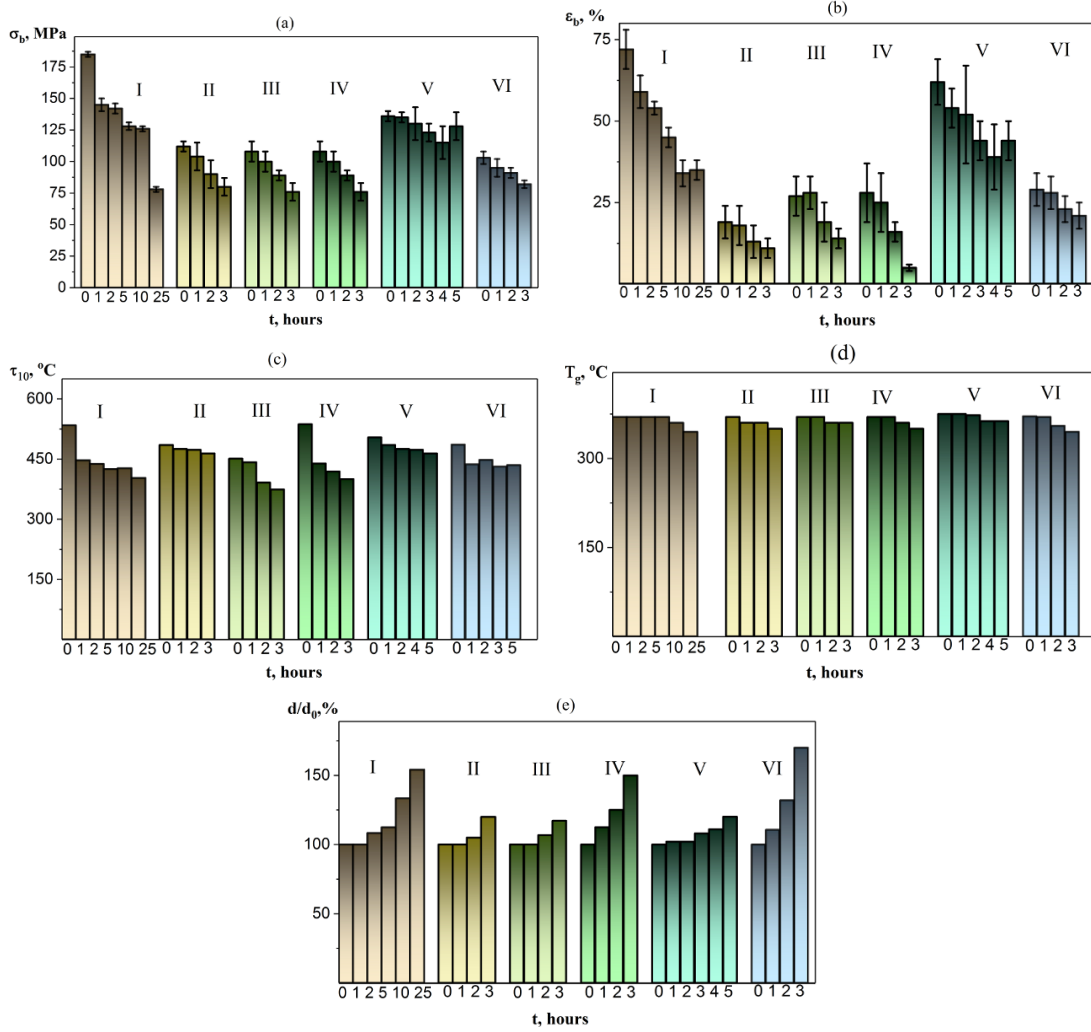 (a)
σb, MPa
175
150
125
100
75
50
25
0
I
II
III
IV
V
VI
0 1 2 5 10 25
0 1 2 3
0 1 2 3
0 1 2 3
0 1 2 3 4 5
0 1 2 3
t, hours
(b)
εb, %
75
50
25
I
II
III
IV
V
VI
0 1 2 5 10 25
0 1 2 3
0 1 2 3
0 1 2 3
0 1 2 3 4 5
0 1 2 3
t, hours
(c)
τ10, °C
600
450
300
150
I
II
III
IV
V
VI
0 1 2 5 10 25
0 1 2 3
0 1 2 3
0 1 2 3
0 1 2 4 5
0 1 2 3 5
t, hours
(d)
Tg, °C
300
150
0
I
II
III
IV
V
VI
0 1 2 5 10 25
0 1 2 3
0 1 2 3
0 1 2 3
0 1 2 4 5
0 1 2 3
t, hours
(e)
d/d0,%
150
100
50
I
II
III
IV
V
VI
0 1 2 5 10 25
0 1 2 3
0 1 2 3
0 1 2 3
0 1 2 3 4 5
0 1 2 3
t, hours